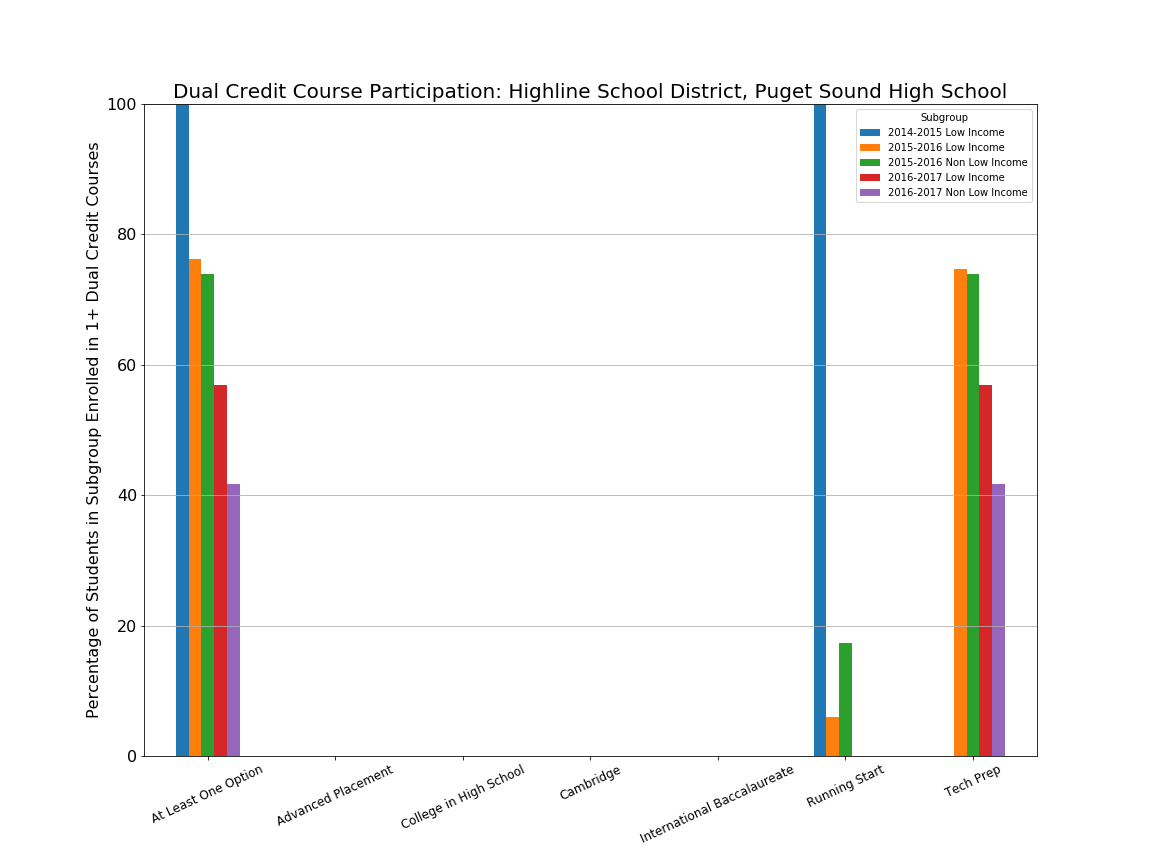 Dual Credit Course Participation: Highline School District, Puget Sound High School
Percentage of Students in Subgroup Enrolled in 1+ Dual Credit Courses
100
80
60
40
20
0
Subgroup
2014-2015 Low Income
2015-2016 Low Income
2015-2016 Non Low Income
2016-2017 Low Income
2016-2017 Non Low Income
At Least One Option
Advanced Placement
College in High School
Cambridge
International Baccalaureate
Running Start
Tech Prep